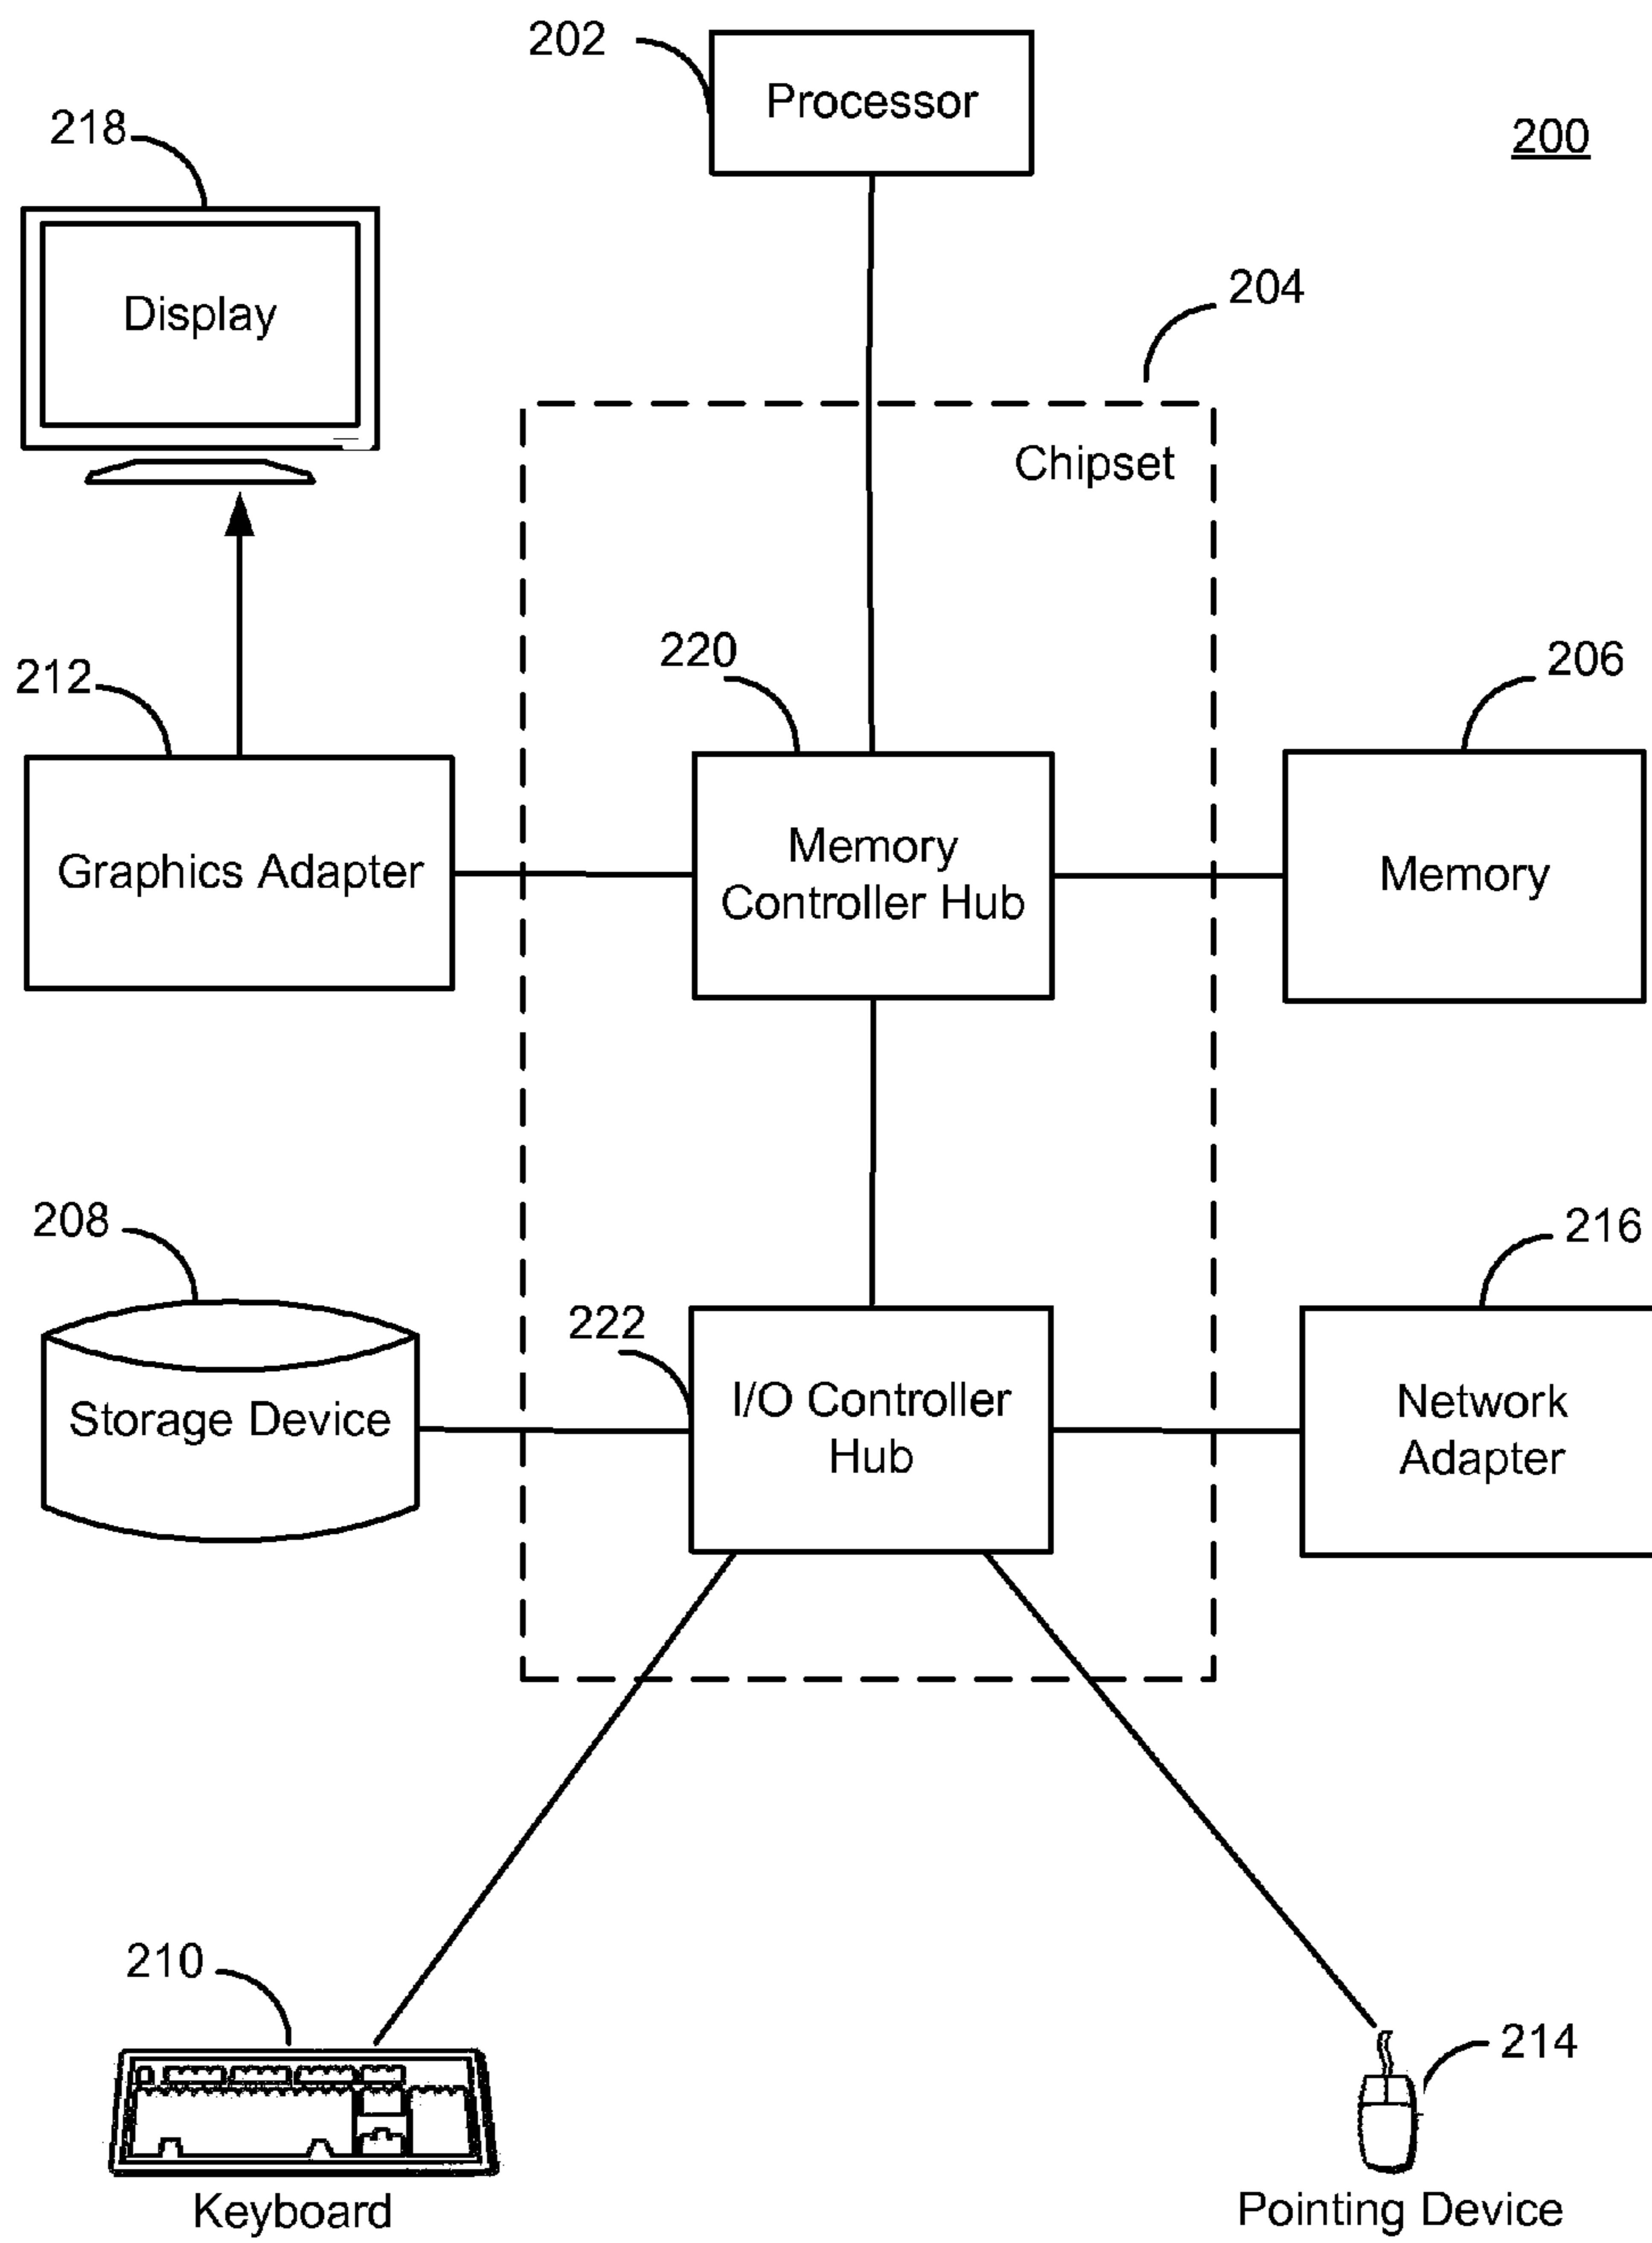 202
Processor
200
218
Display
204
Chipset
220
206
212
Graphics Adapter
Memory
Controller Hub
Memory
208
216
222
Storage Device
I/O Controller
Hub
Network
Adapter
210
214
Keyboard
Pointing Device